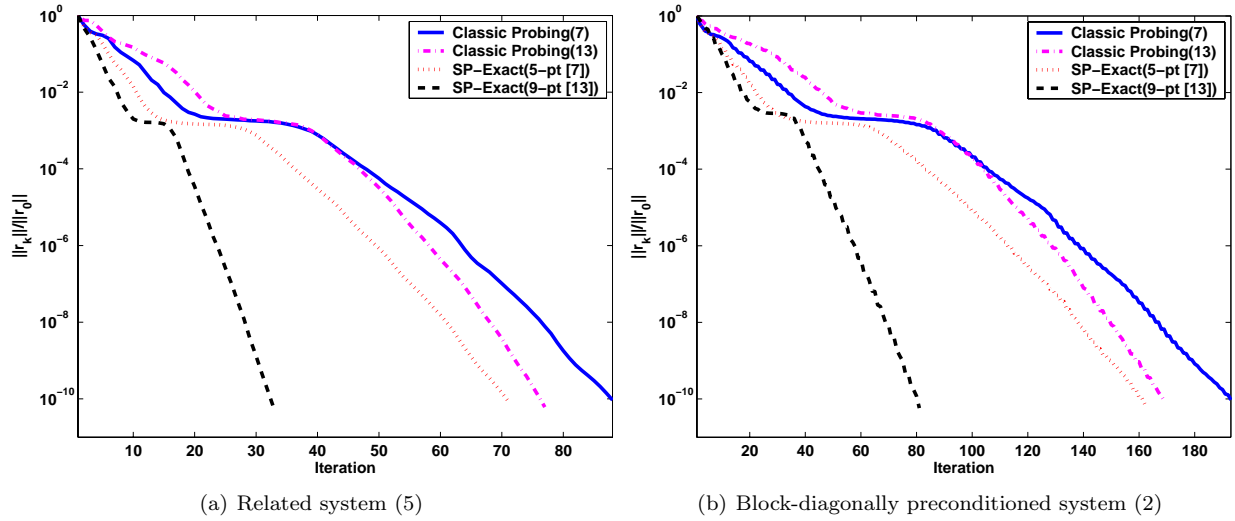 Classic Probing(7)
Classic Probing(13)
SP-Exact(5-pt [7])
SP-Exact(9-pt [13])
10^0
10^-2
10^-4
10^-6
10^-8
10^-10
||r_k||/||r_0||
10 20 30 40 50 60 70 80
Iteration
(a) Related system (5)
Classic Probing(7)
Classic Probing(13)
SP-Exact(5-pt [7])
SP-Exact(9-pt [13])
10^0
10^-2
10^-4
10^-6
10^-8
10^-10
||r_k||/||r_0||
20 40 60 80 100 120 140 160 180
Iteration
(b) Block-diagonally preconditioned system (2)